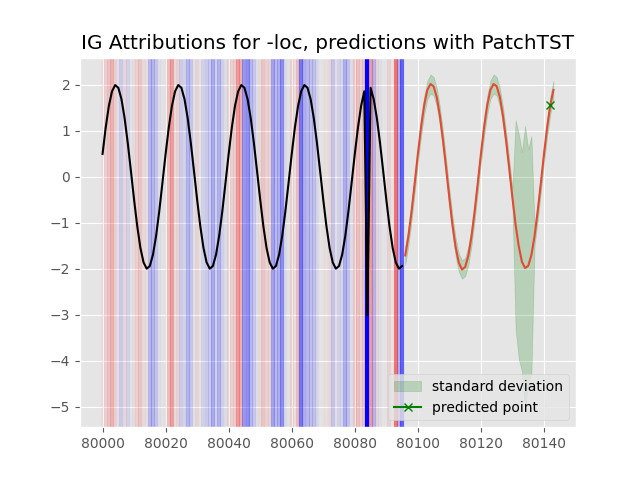 IG Attributions for -loc, predictions with PatchTST
2
1
0
−1
−2
−3
−4
−5
standard deviation
predicted point
80000 80020 80040 80060 80080 80100 80120 80140